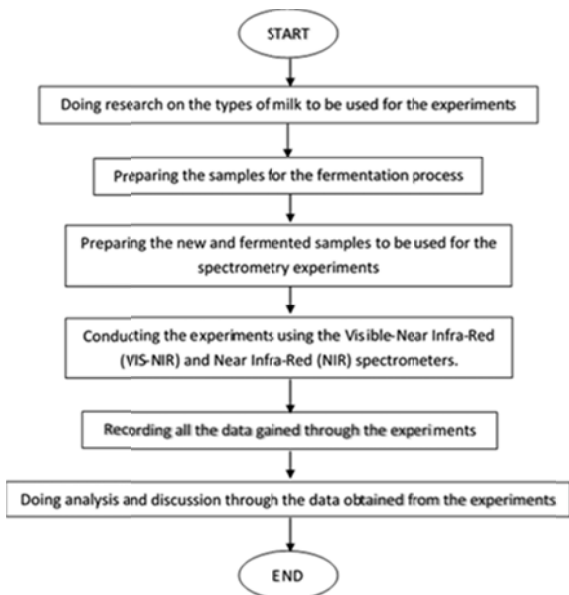 START
Doing research on the types of milk to be used for the experiments
Preparing the samples for the fermentation process
Preparing the new and fermented samples to be used for the
spectrometry experiments
Conducting the experiments using the Visible-Near Infra-Red
(VIS-NIR) and Near Infra-Red (NIR) spectrometers.
Recording all the data gained through the experiments
Doing analysis and discussion through the data obtained from the experiments
END